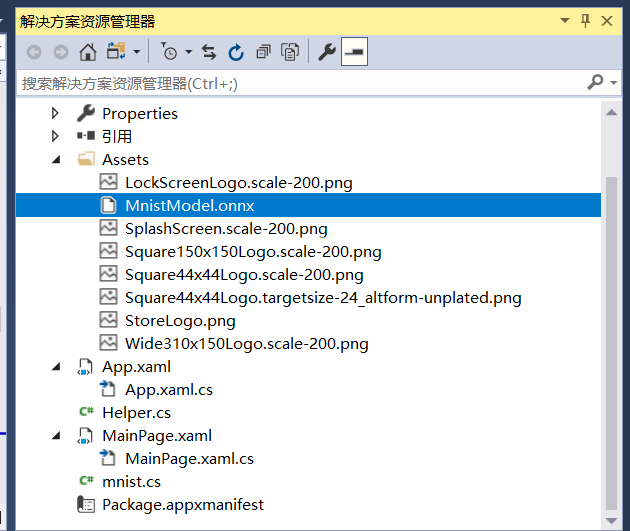 解决方案资源管理器
搜索解决方案资源管理器(Ctrl+;)
Properties
引用
Assets
LockScreenLogo.scale-200.png
MnistModel.onnx
SplashScreen.scale-200.png
Square150x150Logo.scale-200.png
Square44x44Logo.scale-200.png
Square44x44Logo.targetsize-24_altform-unplated.png
StoreLogo.png
Wide310x150Logo.scale-200.png
App.xaml
App.xaml.cs
C# Helper.cs
MainPage.xaml
MainPage.xaml.cs
C# mnist.cs
Package.appxmanifest